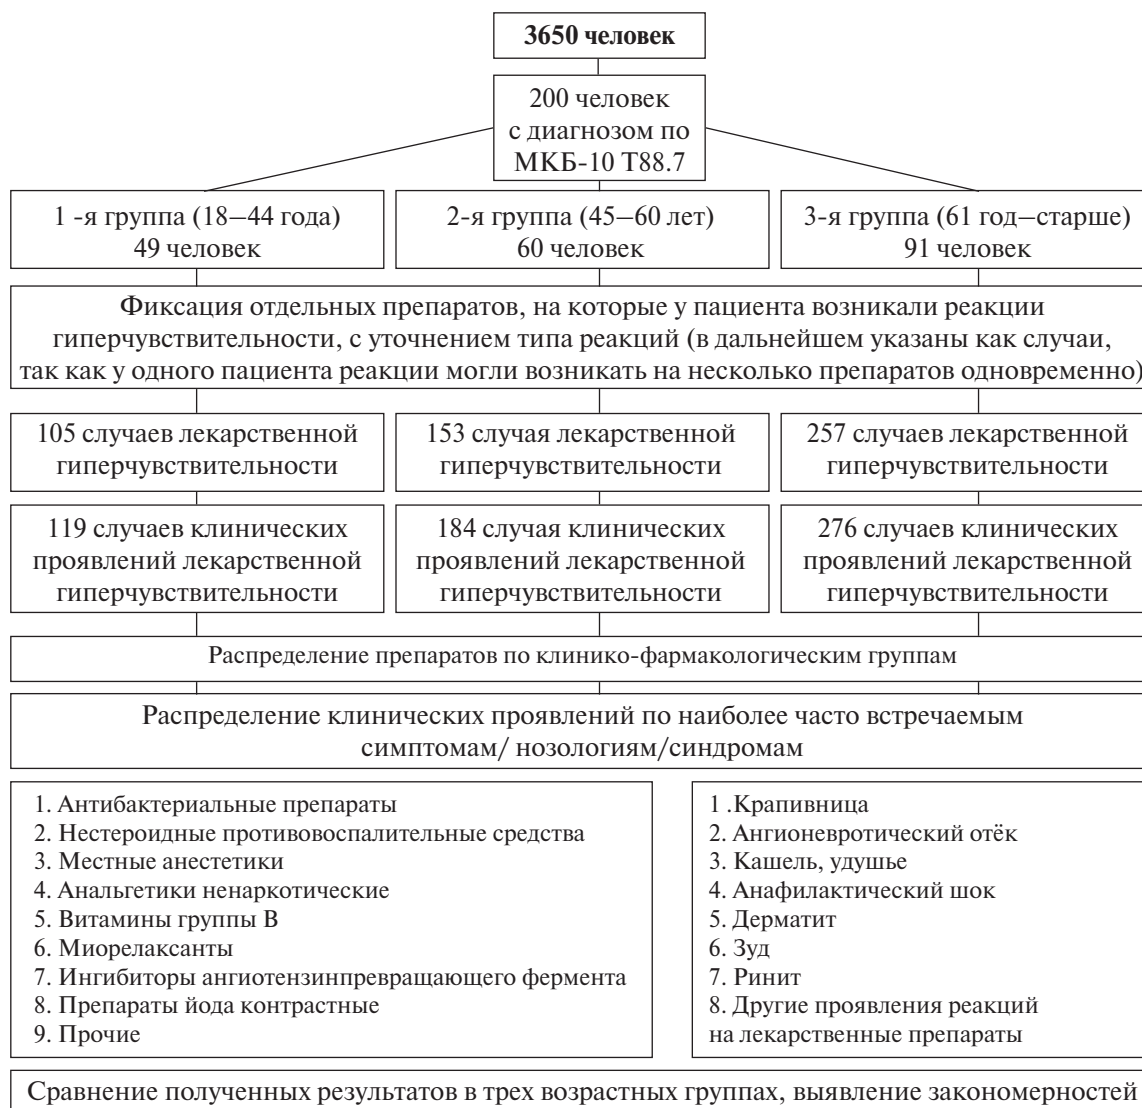 3650 человек
200 человек
с диагнозом по
МКБ-10 T88.7
1 -я группа (18–44 года)
49 человек
2-я группа (45–60 лет)
60 человек
3-я группа (61 год–старше)
91 человек
Фиксация отдельных препаратов, на которые у пациента возникали реакции
гиперчувствительности, с уточнением типа реакций (в дальнейшем указаны как случаи,
так как у одного пациента реакции могли возникать на несколько препаратов одновременно)
105 случаев лекарственной
гиперчувствительности
153 случая лекарственной
гиперчувствительности
257 случаев лекарственной
гиперчувствительности
119 случаев клинических
проявлений лекарственной
гиперчувствительности
184 случая клинических
проявлений лекарственной
гиперчувствительности
276 случаев клинических
проявлений лекарственной
гиперчувствительности
Распределение препаратов по клинико-фармакологическим группам
Распределение клинических проявлений по наиболее часто встречаемым
симптомам/ нозологиям/синдромам
1. Антибактериальные препараты
2. Нестероидные противовоспалительные средства
3. Местные анестетики
4. Анальгетики ненаркотические
5. Витамины группы В
6. Миорелаксанты
7. Ингибиторы ангиотензинпревращающего фермента
8. Препараты йода контрастные
9. Прочие
1 .Крапивница
2. Ангионевротический отёк
3. Кашель, удушье
4. Анафилактический шок
5. Дерматит
6. Зуд
7. Ринит
8. Другие проявления реакций
на лекарственные препараты
Сравнение полученных результатов в трех возрастных группах, выявление закономерностей